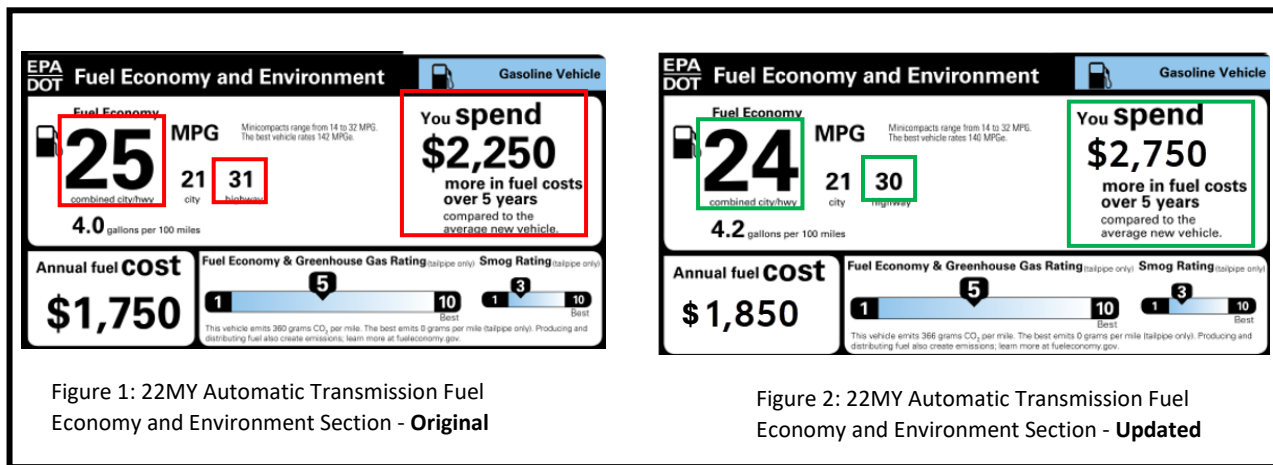 EPA
DOT
Fuel Economy and Environment
Gasoline Vehicle
Fuel Economy
25
MPG
Minicompacts range from 14 to 32 MPG.
The best vehicle rates 142 MPGe.
21
31
combined city/hwy
city
highway
4.0 gallons per 100 miles
You spend
$2,250
more in fuel costs
over 5 years
compared to the
average new vehicle.
Annual fuel cost
$1,750
Fuel Economy & Greenhouse Gas Rating (tailpipe only)
5
1
10
Best
Smog Rating (tailpipe only)
3
1
10
Best
This vehicle emits 360 grams CO₂ per mile. The best emits 0 grams per mile (tailpipe only). Producing and
distributing fuel also create emissions; learn more at fueleconomy.gov.
Figure 1: 22MY Automatic Transmission Fuel
Economy and Environment Section - Original
EPA
DOT
Fuel Economy and Environment
Gasoline Vehicle
Fuel Economy
24
MPG
Minicompacts range from 14 to 32 MPG.
The best vehicle rates 140 MPGe.
21
30
combined city/hwy
city
highway
4.2 gallons per 100 miles
You spend
$2,750
more in fuel costs
over 5 years
compared to the
average new vehicle.
Annual fuel cost
$1,850
Fuel Economy & Greenhouse Gas Rating (tailpipe only)
5
1
10
Best
Smog Rating (tailpipe only)
3
1
10
Best
This vehicle emits 366 grams CO₂ per mile. The best emits 0 grams per mile (tailpipe only). Producing and
distributing fuel also create emissions; learn more at fueleconomy.gov.
Figure 2: 22MY Automatic Transmission Fuel
Economy and Environment Section - Updated